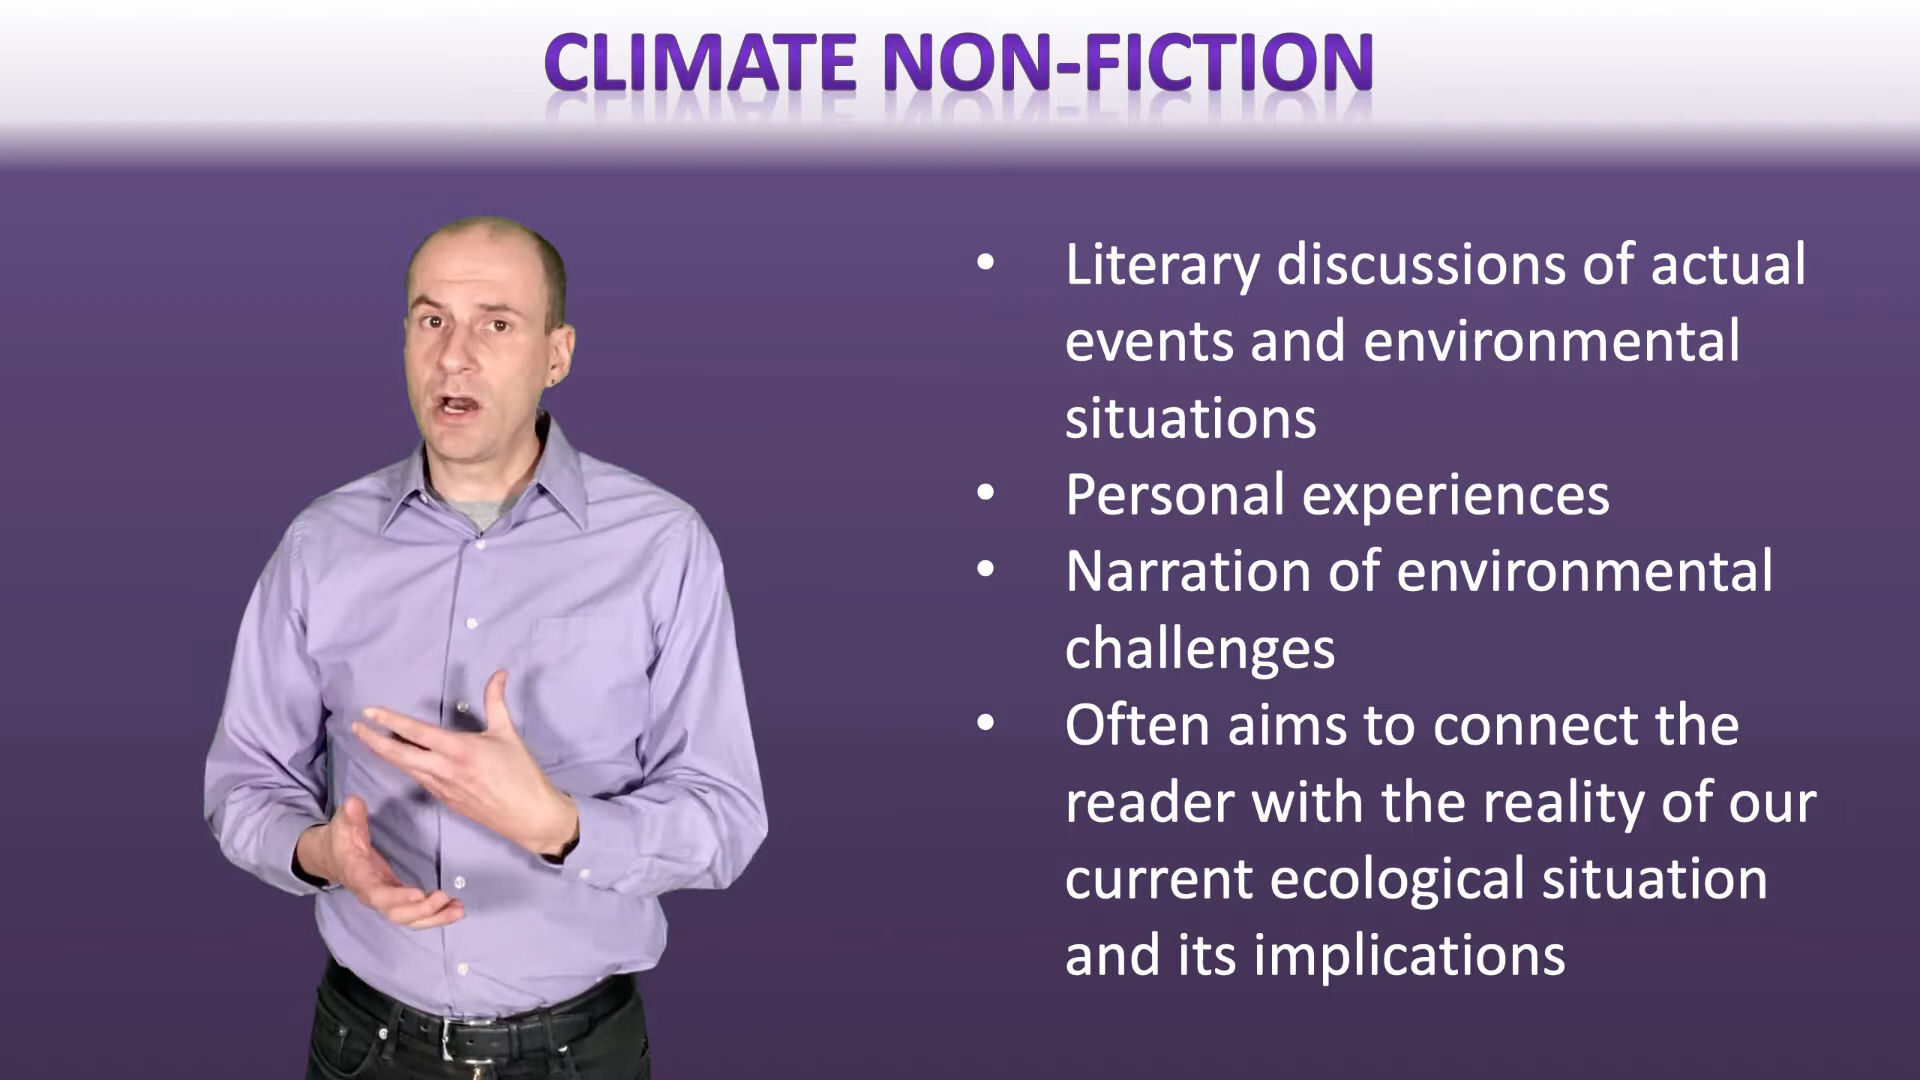 CLIMATE NON-FICTION
• Literary discussions of actual
events and environmental
situations
• Personal experiences
• Narration of environmental
challenges
• Often aims to connect the
reader with the reality of our
current ecological situation
and its implications